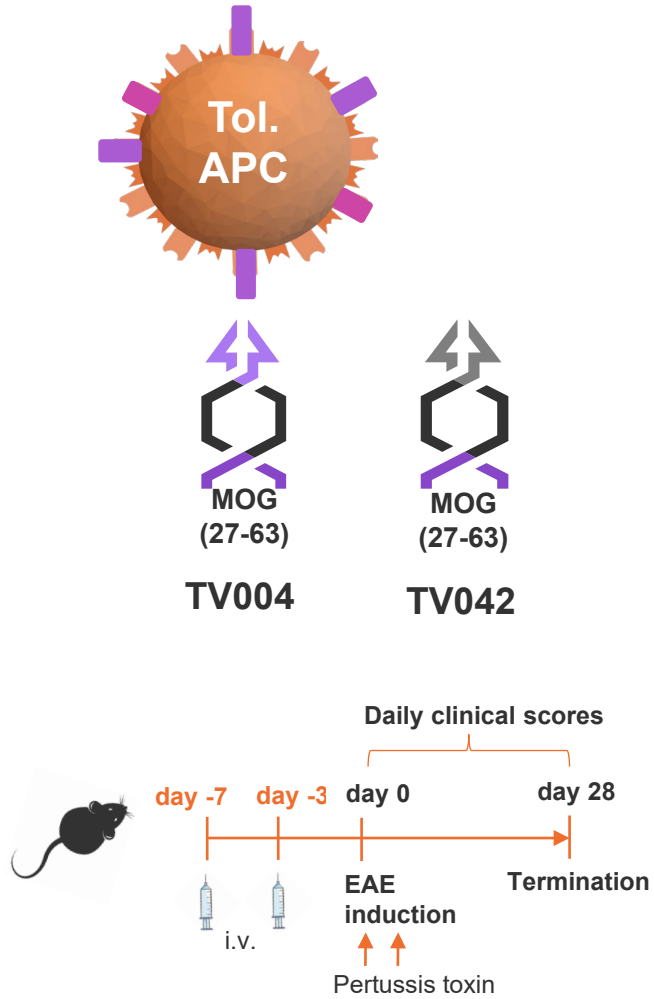 Tol.
APC
MOG
(27-63)
TV004
MOG
(27-63)
TV042
Daily clinical scores
day -7
day -3
day 0
day 28
i.v.
EAE
induction
Termination
Pertussis toxin